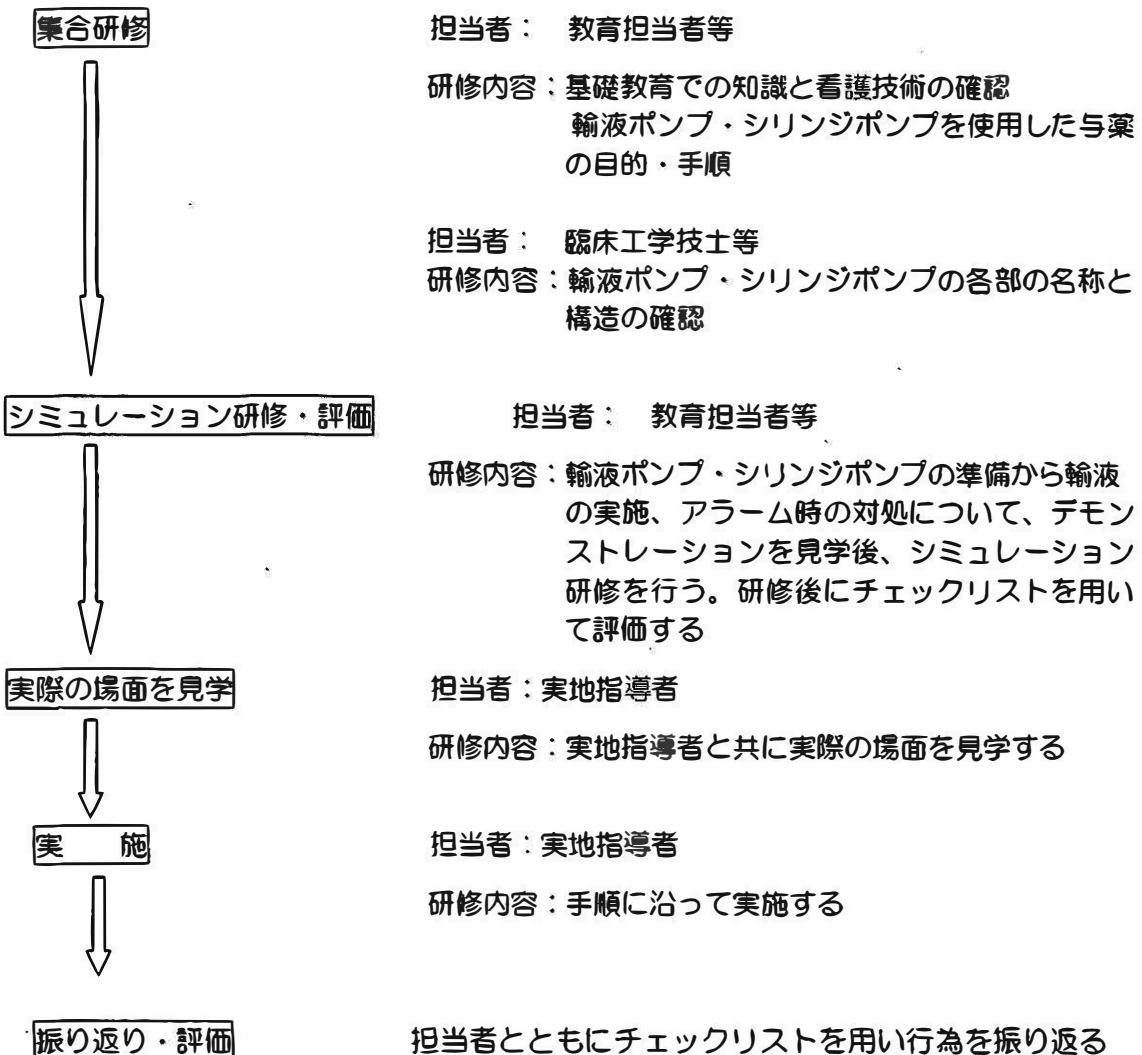 集合研修 担当者： 教育担当者等
研修内容：基礎教育での知識と看護技術の確認
輸液ポンプ・シリンジポンプを使用した与薬
の目的・手順
担当者： 臨床工学技士等
研修内容：輸液ポンプ・シリンジポンプの各部の名称と
構造の確認
シミュレーション研修・評価 担当者： 教育担当者等
研修内容：輸液ポンプ・シリンジポンプの準備から輸液
の実施、アラーム時の対処について、デモン
ストレーションを見学後、シミュレーション
研修を行う。研修後にチェックリストを用い
て評価する
実際の場面を見学 担当者：実地指導者
研修内容：実地指導者と共に実際の場面を見学する
実　　施 担当者：実地指導者
研修内容：手順に沿って実施する
振り返り・評価 担当者とともにチェックリストを用い行為を振り返る